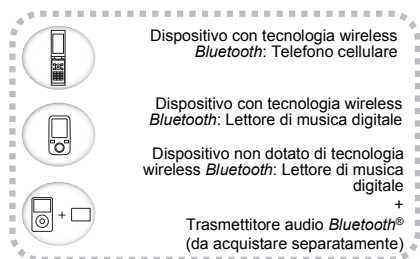 Dispositivo con tecnologia wireless
Bluetooth: Telefono cellulare
Dispositivo con tecnologia wireless
Bluetooth: Lettore di musica digitale
Dispositivo non dotato di tecnologia
wireless Bluetooth: Lettore di musica
digitale
+
Trasmettitore audio Bluetooth®
(da acquistare separatamente)
+